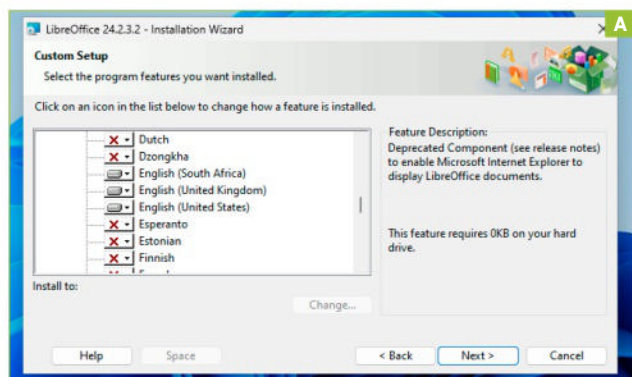 LibreOffice 24.2.3.2 - Installation Wizard
A
Custom Setup
Select the program features you want installed.
Click on an icon in the list below to change how a feature is installed.
Dutch
Dzongkha
English (South Africa)
English (United Kingdom)
English (United States)
Esperanto
Estonian
Finnish
Feature Description:
Deprecated Component (see release notes)
to enable Microsoft Internet Explorer to
display LibreOffice documents.
This feature requires 0KB on your hard
drive.
Install to:
Change...
Help
Space
< Back
Next >
Cancel